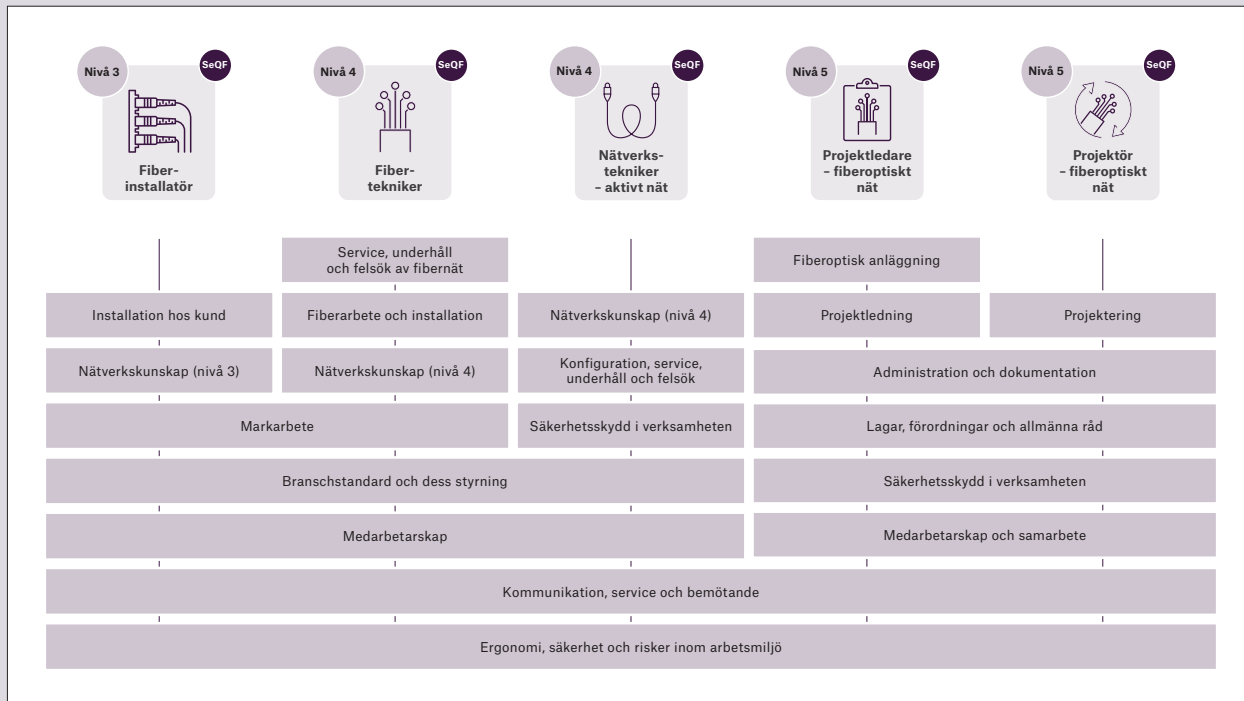 Nivå 3
SeQF
Fiber-
installatör
Nivå 4
SeQF
Fiber-
tekniker
Nivå 4
SeQF
Nätverks-
tekniker
– aktivt nät
Nivå 5
SeQF
Projektledare
– fiberoptiskt
nät
Nivå 5
SeQF
Projektör
– fiberoptiskt
nät
Service, underhåll
och felsök av fibernät
Fiberoptisk anläggning
Installation hos kund
Fiberarbete och installation
Nätverkskunskap (nivå 4)
Projektledning
Projektering
Nätverkskunskap (nivå 3)
Nätverkskunskap (nivå 4)
Konfiguration, service,
underhåll och felsök
Administration och dokumentation
Markarbete
Säkerhetsskydd i verksamheten
Lagar, förordningar och allmänna råd
Branschstandard och dess styrning
Säkerhetsskydd i verksamheten
Medarbetarskap
Medarbetarskap och samarbete
Kommunikation, service och bemötande
Ergonomi, säkerhet och risker inom arbetsmiljö